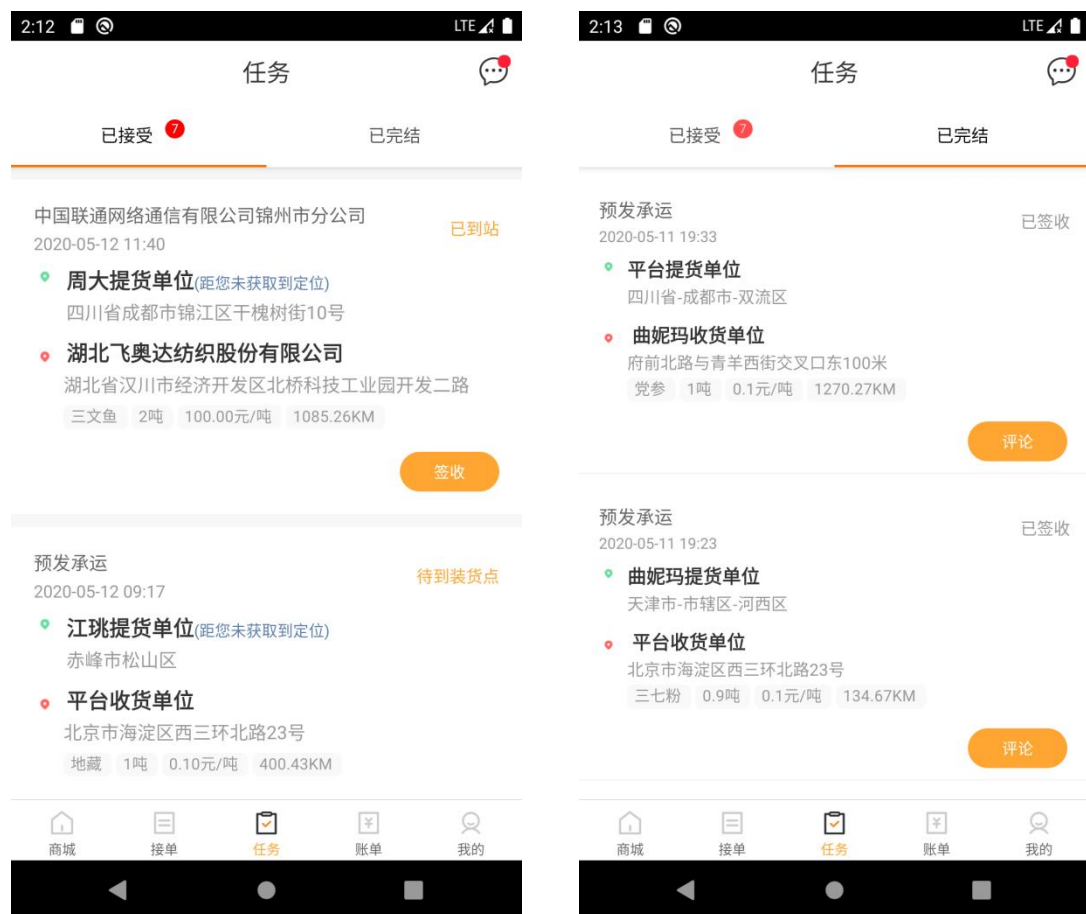 2:12
LTE
任务
已接受 7
已完结
中国联通网络通信有限公司锦州市分公司
已到站
2020-05-12 11:40
周大提货单位(距您未获取到定位)
四川省成都市锦江区干槐树街10号
湖北飞奥达纺织股份有限公司
湖北省汉川市经济开发区北桥科技工业园开发二路
三文鱼 2吨 100.00元/吨 1085.26KM
签收
预发承运
待到装货点
2020-05-12 09:17
江珧提货单位(距您未获取到定位)
赤峰市松山区
平台收货单位
北京市海淀区西三环北路23号
地藏 1吨 0.10元/吨 400.43KM
商城 接单 任务 账单 我的
2:13
LTE
任务
已接受 7
已完结
预发承运
已签收
2020-05-11 19:33
平台提货单位
四川省-成都市-双流区
曲妮玛收货单位
府前北路与青羊西街交叉口东100米
党参 1吨 0.1元/吨 1270.27KM
评论
预发承运
已签收
2020-05-11 19:23
曲妮玛提货单位
天津市-市辖区-河西区
平台收货单位
北京市海淀区西三环北路23号
三七粉 0.9吨 0.1元/吨 134.67KM
评论
商城 接单 任务 账单 我的